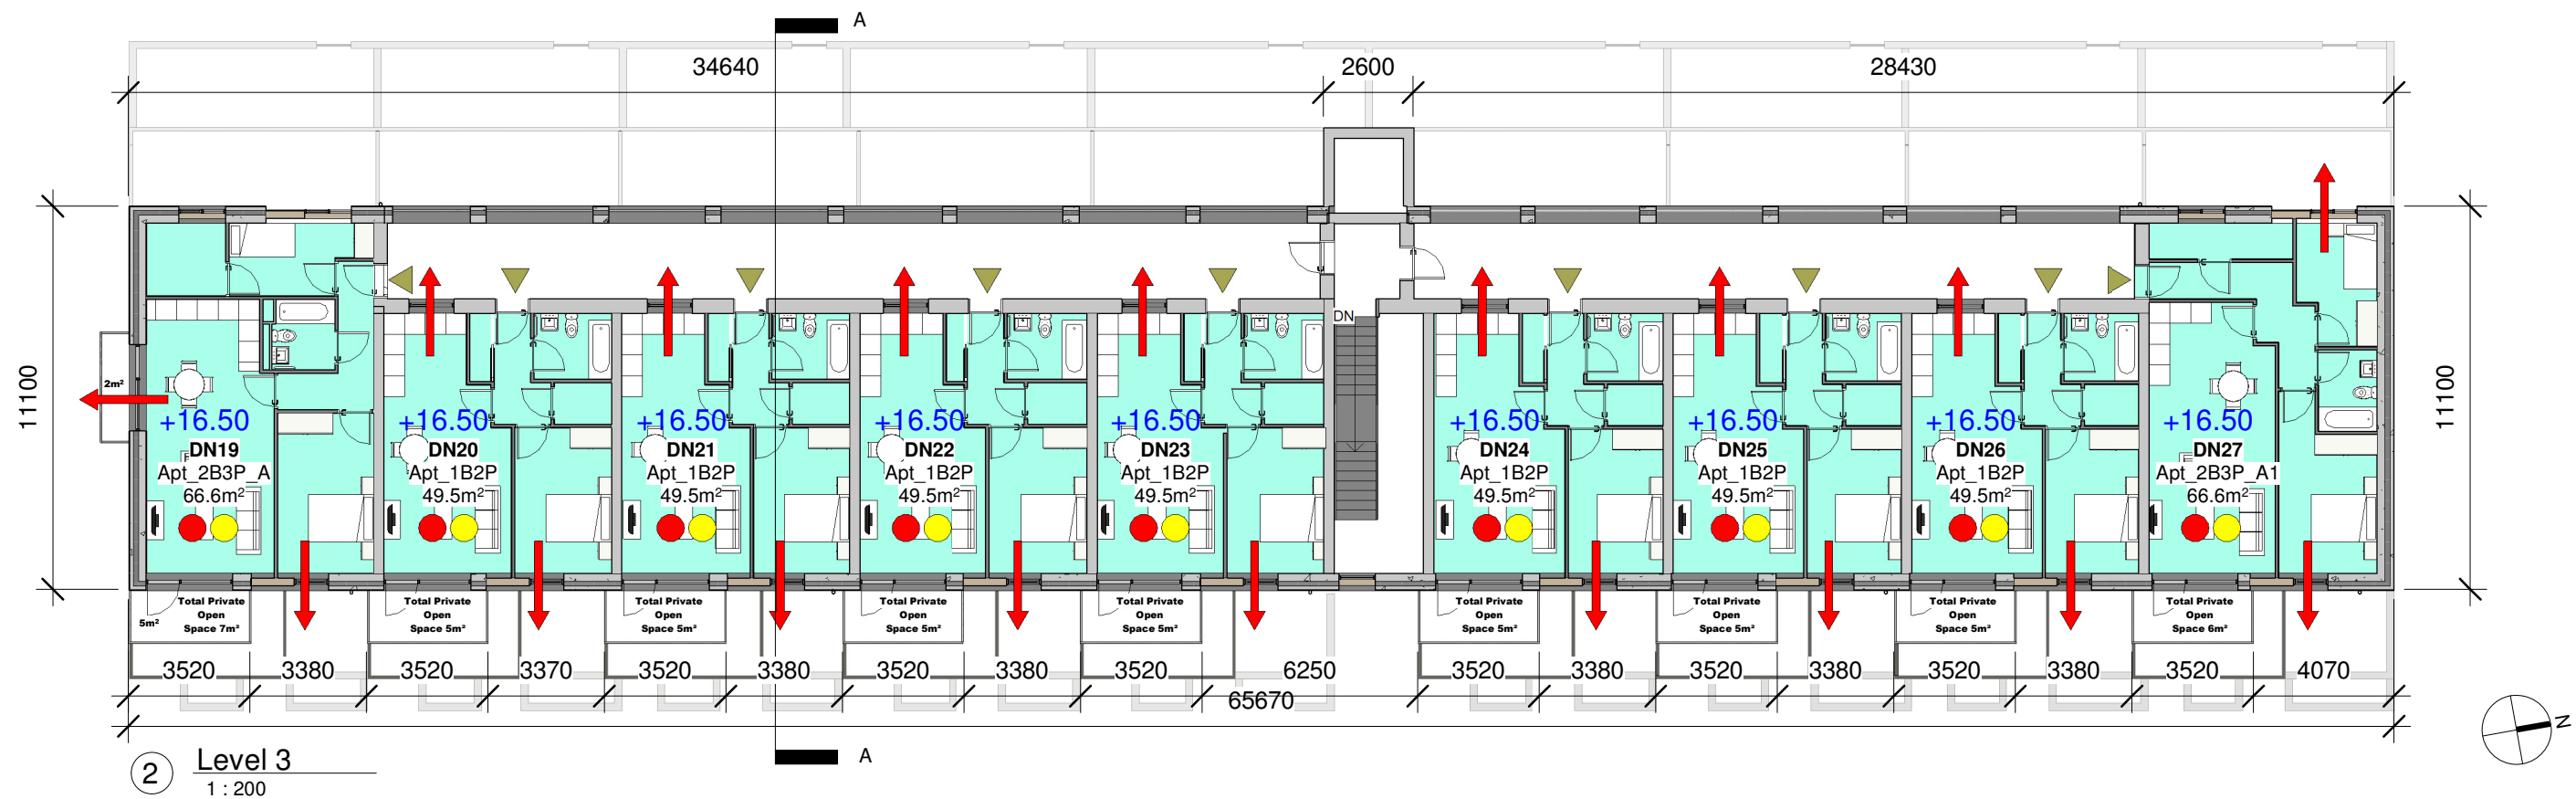 A
34640
2600
28430
11100
11100
DN
2m²
+16.50
DN19
Apt_2B3P_A
66.6m²
+16.50
DN20
Apt_1B2P
49.5m²
+16.50
DN21
Apt_1B2P
49.5m²
+16.50
DN22
Apt_1B2P
49.5m²
+16.50
DN23
Apt_1B2P
49.5m²
+16.50
DN24
Apt_1B2P
49.5m²
+16.50
DN25
Apt_1B2P
49.5m²
+16.50
DN26
Apt_1B2P
49.5m²
+16.50
DN27
Apt_2B3P_A1
66.6m²
5m²
Total Private
Open
Space 7m²
Total Private
Open
Space 5m²
Total Private
Open
Space 5m²
Total Private
Open
Space 5m²
Total Private
Open
Space 5m²
Total Private
Open
Space 5m²
Total Private
Open
Space 5m²
Total Private
Open
Space 5m²
Total Private
Open
Space 6m²
3520
3380
3520
3370
3520
3380
3520
3380
3520
6250
3520
3380
3520
3380
3520
3380
3520
4070
65670
N
A
2
Level 3
1 : 200